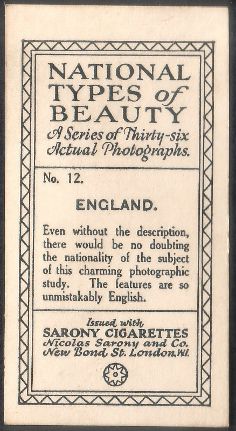 NATIONAL
TYPES of
BEAUTY
A Series of Thirty-six
Actual Photographs.
No. 12.
ENGLAND.
Even without the description,
there would be no doubting
the nationality of the subject
of this charming photographic
study. The features are so
unmistakably English.
Issued with
SARONY CIGARETTES
Nicolas Sarony and Co.
New Bond St. London, W1.